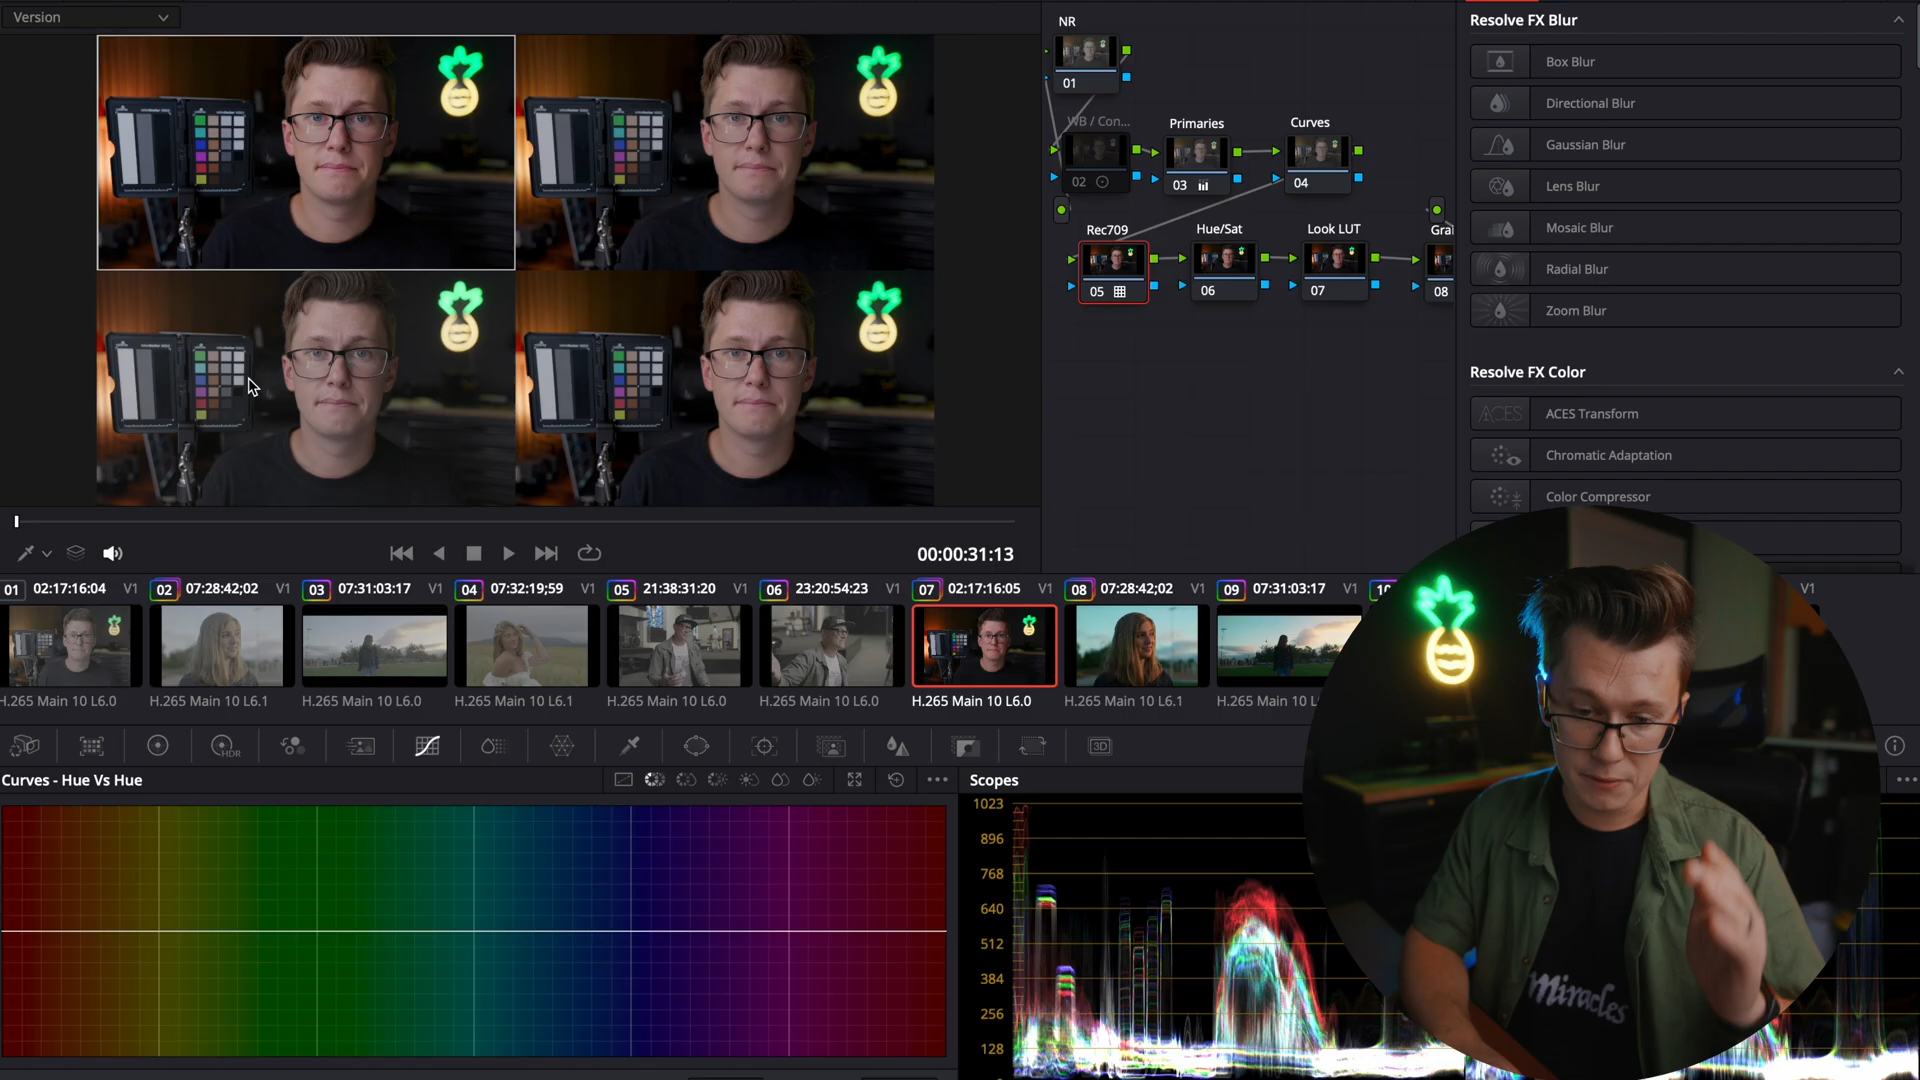 Version
NR
01
WB / Con...
Primaries
Curves
02
03
04
Rec709
Hue/Sat
Look LUT
Gra
05
06
07
08
Resolve FX Blur
Box Blur
Directional Blur
Gaussian Blur
Lens Blur
Mosaic Blur
Radial Blur
Zoom Blur
Resolve FX Color
ACES
ACES Transform
Chromatic Adaptation
Color Compressor
00:00:31:13
01 02:17:16:04 V1
02 07:28:42;02 V1
03 07:31:03:17 V1
04 07:32:19;59 V1
05 21:38:31:20 V1
06 23:20:54:23 V1
07 02:17:16:05 V1
08 07:28:42;02 V1
09 07:31:03:17 V1
10
V1
H.265 Main 10 L6.0
H.265 Main 10 L6.1
H.265 Main 10 L6.0
H.265 Main 10 L6.1
H.265 Main 10 L6.0
H.265 Main 10 L6.0
H.265 Main 10 L6.0
H.265 Main 10 L6.1
H.265 Main 10 L6
HDR
3D
Curves - Hue Vs Hue
Scopes
1023
896
768
640
512
384
256
128
Miracles